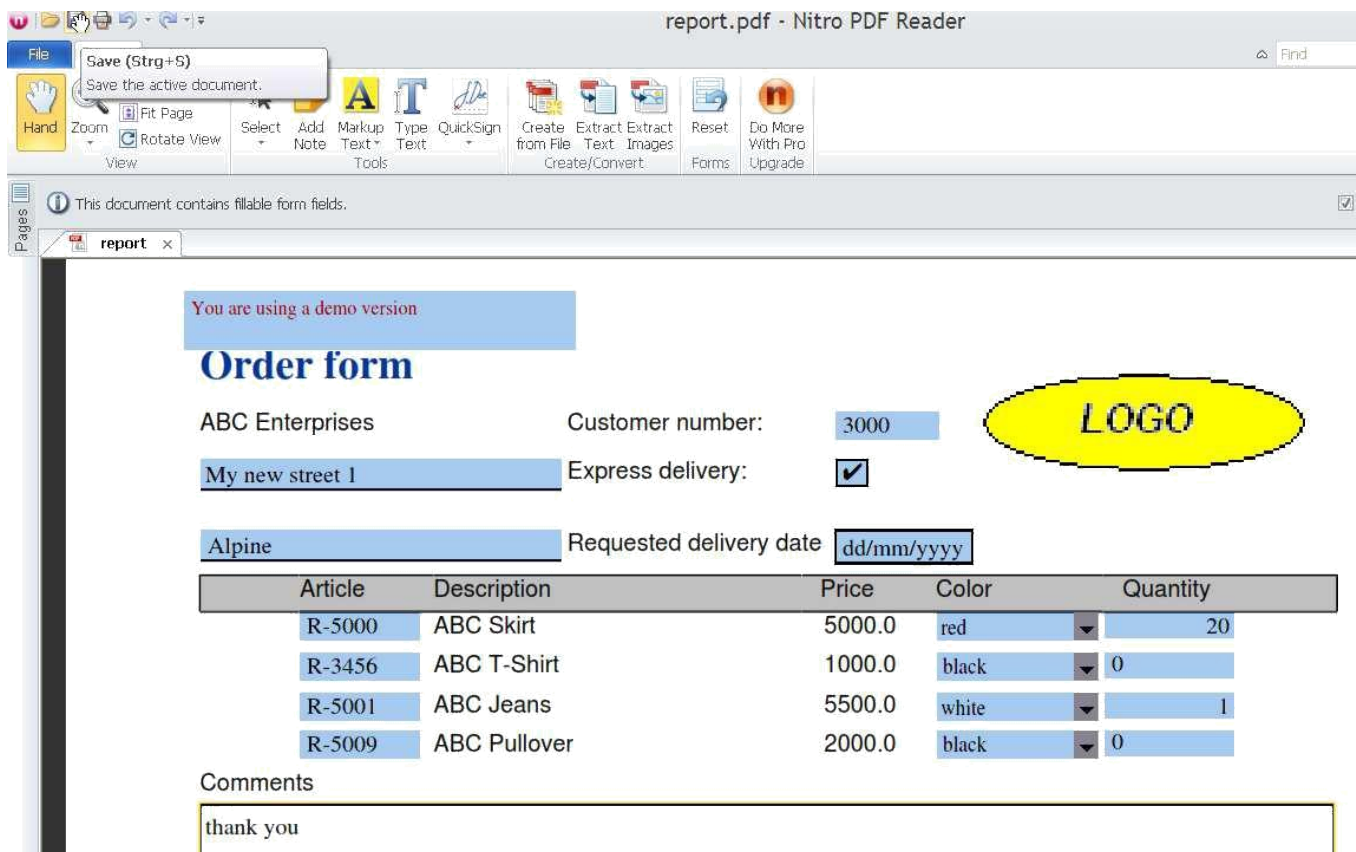 report.pdf - Nitro PDF Reader
File
Find
Save (Strg+S)
Save the active document.
Hand
Zoom
Fit Page
Rotate View
View
Select
Add Note
Markup Text
Type Text
QuickSign
Tools
Create from File
Extract Text
Extract Images
Create/Convert
Reset
Forms
Do More With Pro
Upgrade
Pages
This document contains fillable form fields.
report
You are using a demo version
Order form
LOGO
ABC Enterprises Customer number: 3000
My new street 1 Express delivery:
Alpine Requested delivery date dd/mm/yyyy
Article Description Price Color Quantity
R-5000 ABC Skirt 5000.0 red 20
R-3456 ABC T-Shirt 1000.0 black 0
R-5001 ABC Jeans 5500.0 white 1
R-5009 ABC Pullover 2000.0 black 0
Comments
thank you